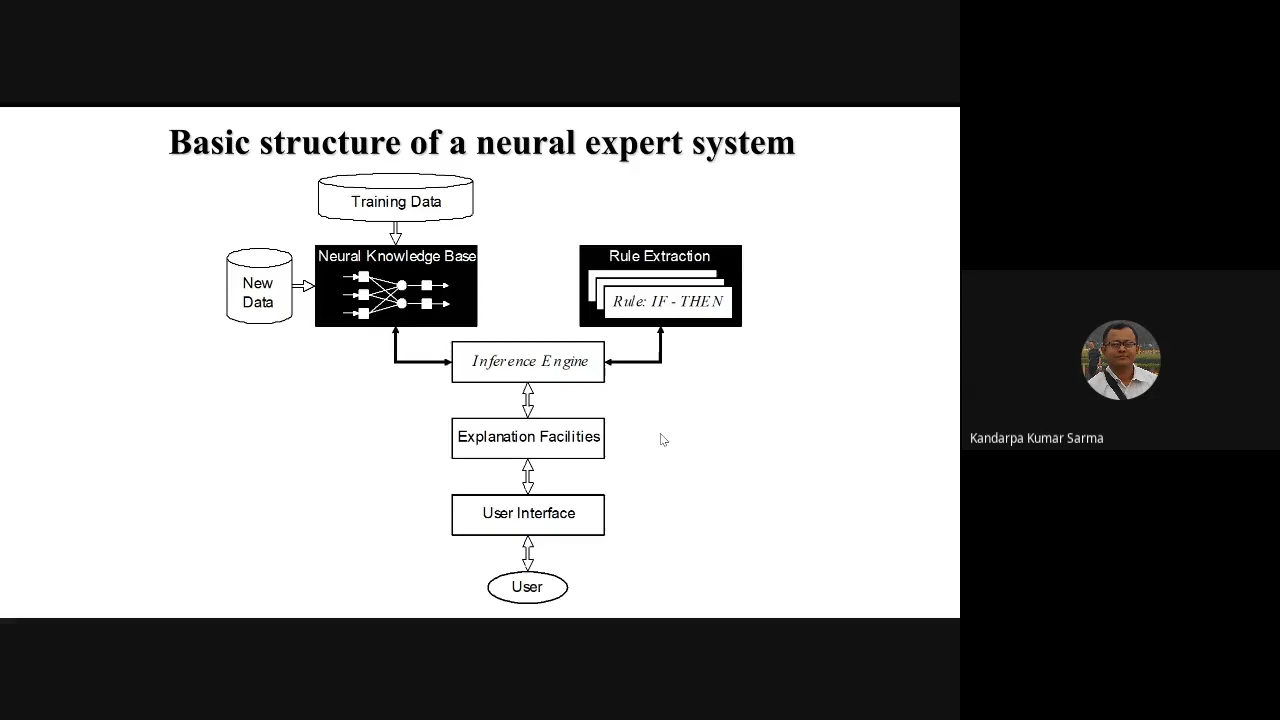 Basic structure of a neural expert system
Training Data
Neural Knowledge Base
Rule Extraction
New
Data
Rule: IF - THEN
Inference Engine
Explanation Facilities
User Interface
User
Kandarpa Kumar Sarma